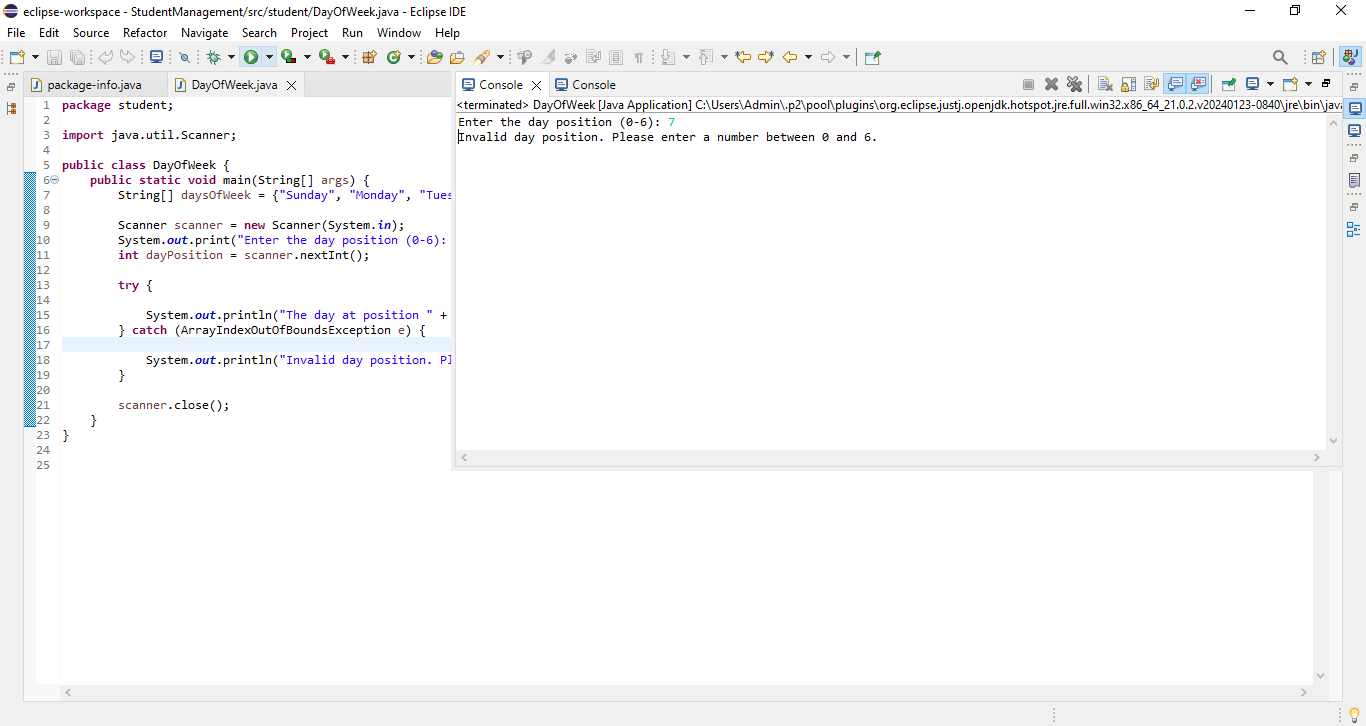 eclipse-workspace - StudentManagement/src/student/DayOfWeek.java - Eclipse IDE
File Edit Source Refactor Navigate Search Project Run Window Help
package-info.java DayOfWeek.java
1 package student;
2
3 import java.util.Scanner;
4
5 public class DayOfWeek {
6 public static void main(String[] args) {
7 String[] daysOfWeek = {"Sunday", "Monday", "Tues
8
9 Scanner scanner = new Scanner(System.in);
10 System.out.print("Enter the day position (0-6):
11 int dayPosition = scanner.nextInt();
12
13 try {
14
15 System.out.println("The day at position " +
16 } catch (ArrayIndexOutOfBoundsException e) {
17
18 System.out.println("Invalid day position. Pl
19 }
20
21 scanner.close();
22 }
23 }
24
25
Console Console
<terminated> DayOfWeek [Java Application] C:\Users\Admin\.p2\pool\plugins\org.eclipse.justj.openjdk.hotspot.jre.full.win32.x86_64_21.0.2.v20240123-0840\jre\bin\java
Enter the day position (0-6): 7
Invalid day position. Please enter a number between 0 and 6.